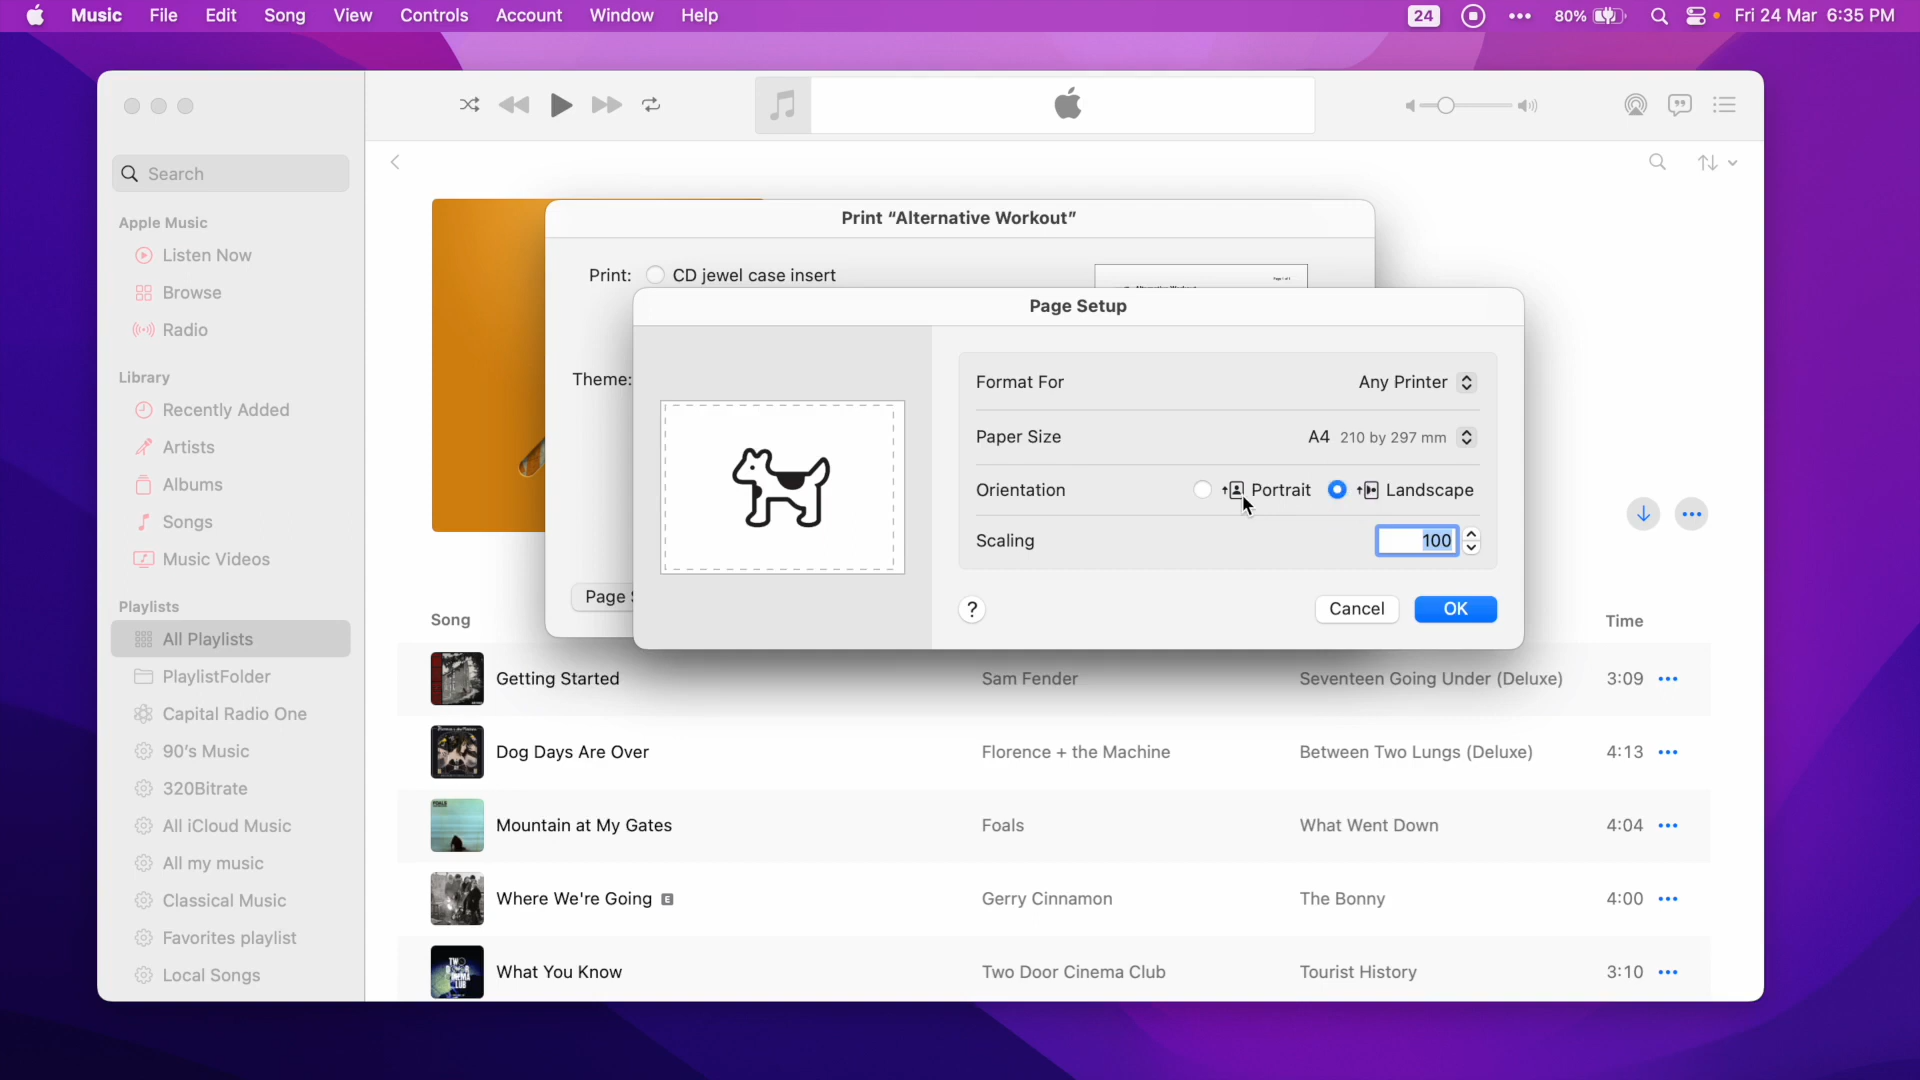 Music File Edit Song View Controls Account Window Help 24 80% Fri 24 Mar 6:35 PM
Search
Apple Music
Listen Now
Browse
Radio
Library
Recently Added
Artists
Albums
Songs
Music Videos
Playlists
All Playlists
PlaylistFolder
Capital Radio One
90's Music
320Bitrate
All iCloud Music
All my music
Classical Music
Favorites playlist
Local Songs
Print “Alternative Workout”
Print: CD jewel case insert
Page 1 of 1
Theme:
Page
Page Setup
Format For Any Printer
Paper Size A4 210 by 297 mm
Orientation Portrait Landscape
Scaling 100
? Cancel OK
Song Time
Getting Started Sam Fender Seventeen Going Under (Deluxe) 3:09
Dog Days Are Over Florence + the Machine Between Two Lungs (Deluxe) 4:13
Mountain at My Gates Foals What Went Down 4:04
Where We're Going E Gerry Cinnamon The Bonny 4:00
What You Know Two Door Cinema Club Tourist History 3:10